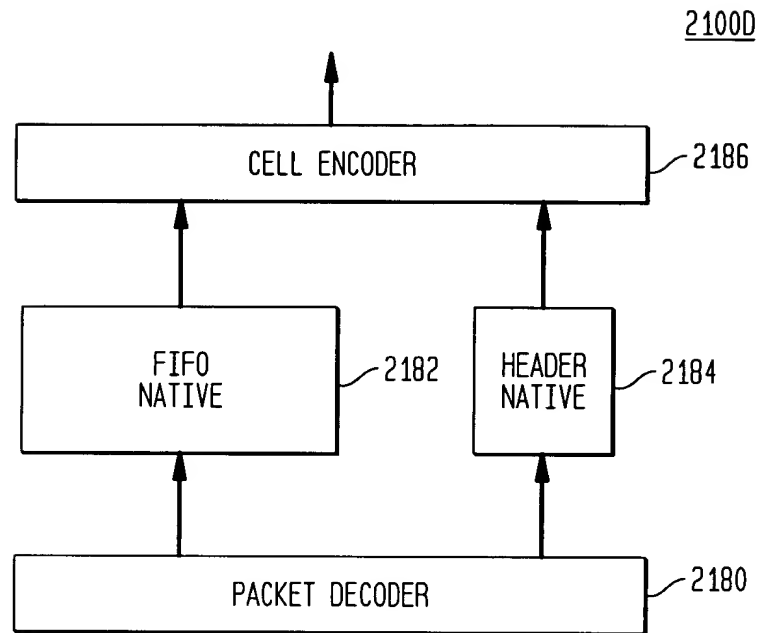 2100D
CELL ENCODER
2186
FIFO
NATIVE
2182
HEADER
NATIVE
2184
PACKET DECODER
2180